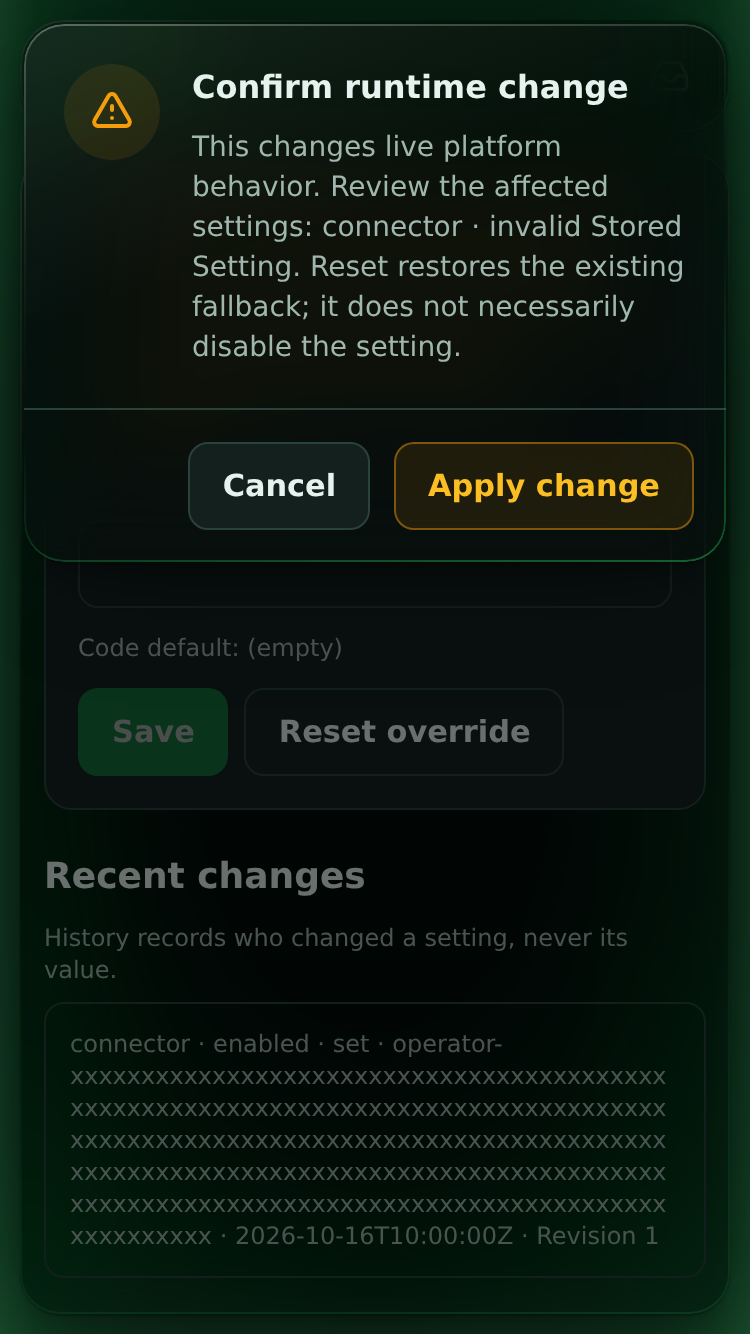 Confirm runtime change
This changes live platform
behavior. Review the affected
settings: connector · invalid Stored
Setting. Reset restores the existing
fallback; it does not necessarily
disable the setting.
Cancel
Apply change
Code default: (empty)
Save
Reset override
Recent changes
History records who changed a setting, never its
value.
connector · enabled · set · operator-
xxxxxxxxxxxxxxxxxxxxxxxxxxxxxxxxxxxxxxxxxx
xxxxxxxxxxxxxxxxxxxxxxxxxxxxxxxxxxxxxxxxxx
xxxxxxxxxxxxxxxxxxxxxxxxxxxxxxxxxxxxxxxxxx
xxxxxxxxxxxxxxxxxxxxxxxxxxxxxxxxxxxxxxxxxx
xxxxxxxxxxxxxxxxxxxxxxxxxxxxxxxxxxxxxxxxxx
xxxxxxxxxx · 2026-10-16T10:00:00Z · Revision 1